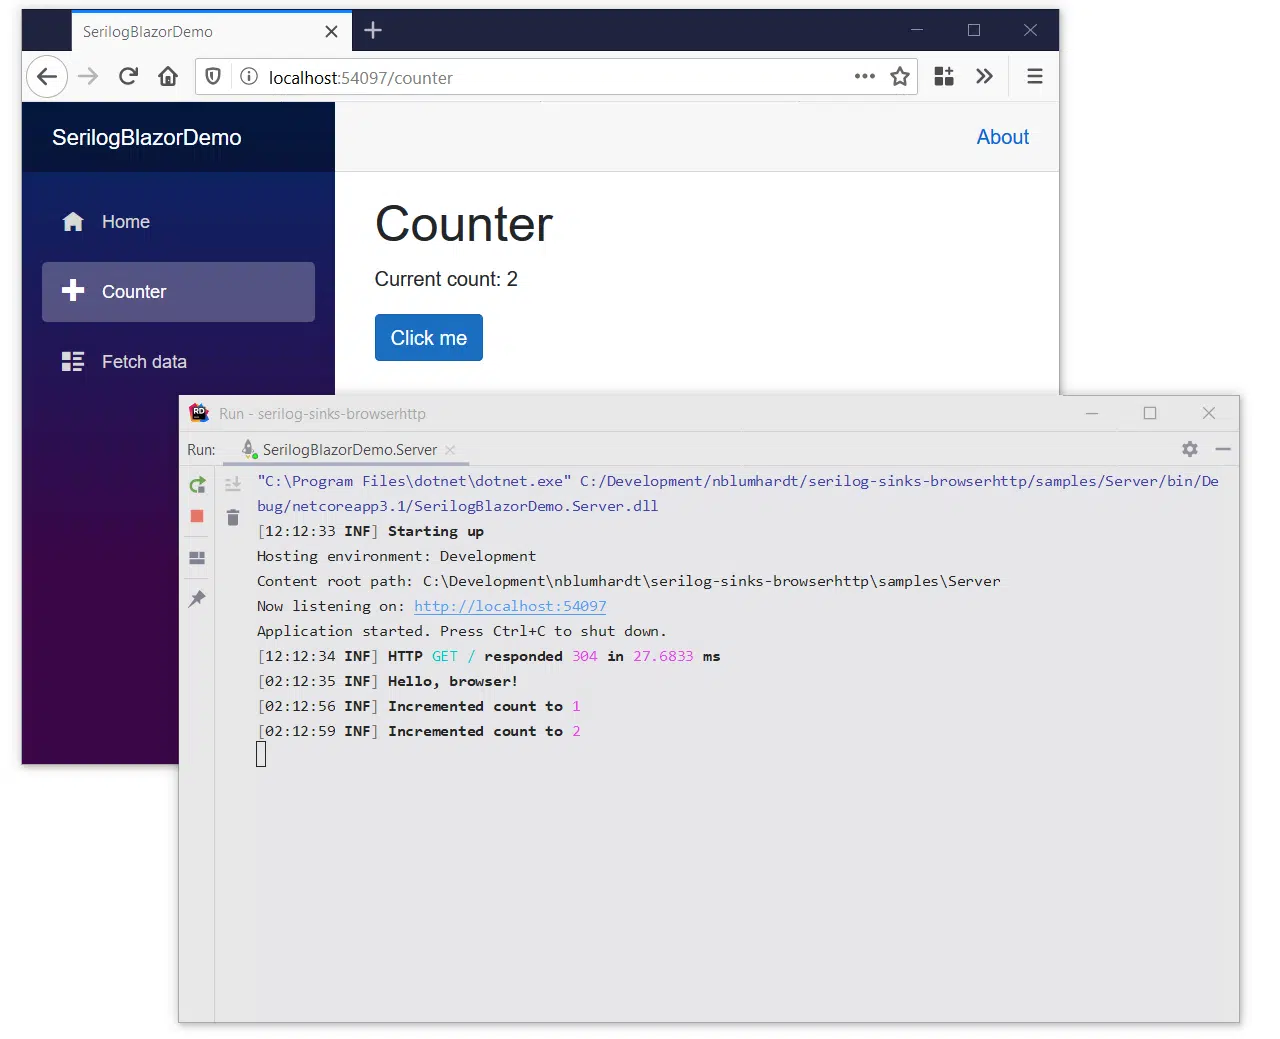 SerilogBlazorDemo
localhost:54097/counter
SerilogBlazorDemo
About
Home
Counter
Fetch data
Counter
Current count: 2
Click me
RD
Run - serilog-sinks-browserhttp
Run:
SerilogBlazorDemo.Server
"C:\Program Files\dotnet\dotnet.exe" C:/Development/nblumhardt/serilog-sinks-browserhttp/samples/Server/bin/De
bug/netcoreapp3.1/SerilogBlazorDemo.Server.dll
[12:12:33 INF] Starting up
Hosting environment: Development
Content root path: C:\Development\nblumhardt\serilog-sinks-browserhttp\samples\Server
Now listening on: http://localhost:54097
Application started. Press Ctrl+C to shut down.
[12:12:34 INF] HTTP GET / responded 304 in 27.6833 ms
[02:12:35 INF] Hello, browser!
[02:12:56 INF] Incremented count to 1
[02:12:59 INF] Incremented count to 2